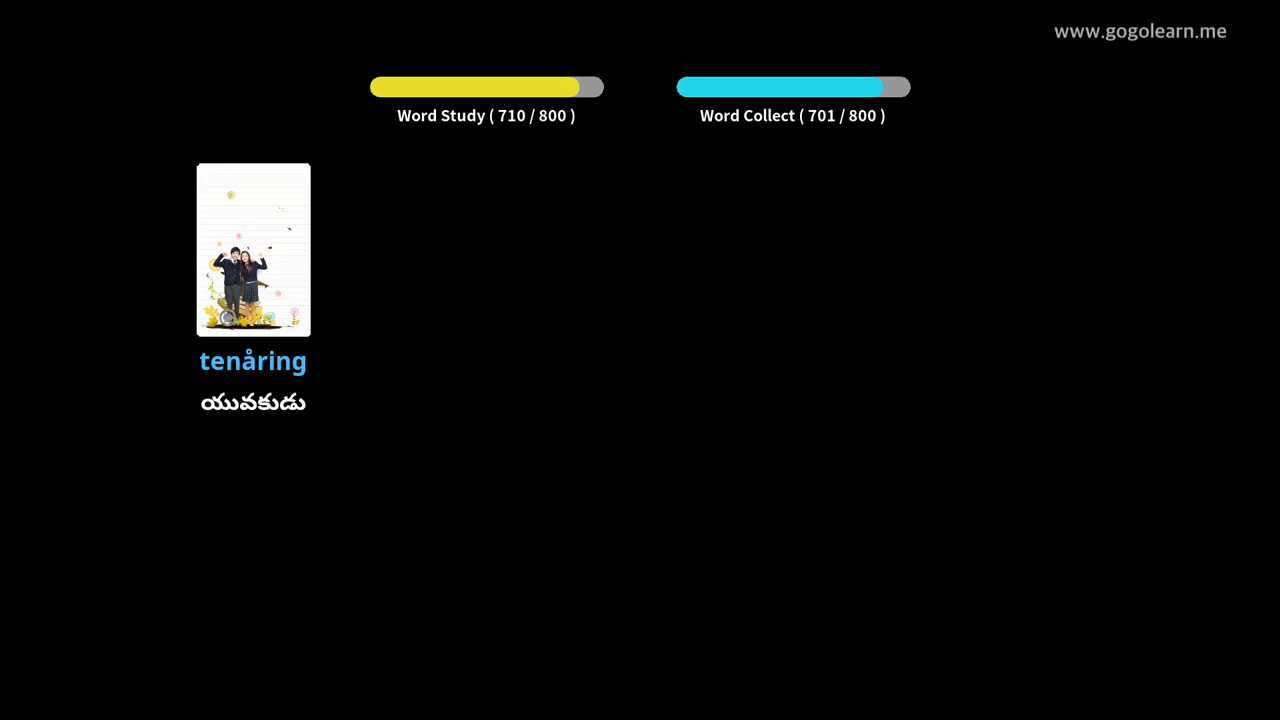 www.gogolearn.me
Word Study ( 710 / 800 )
Word Collect ( 701 / 800 )
tenåring
యువకుడు